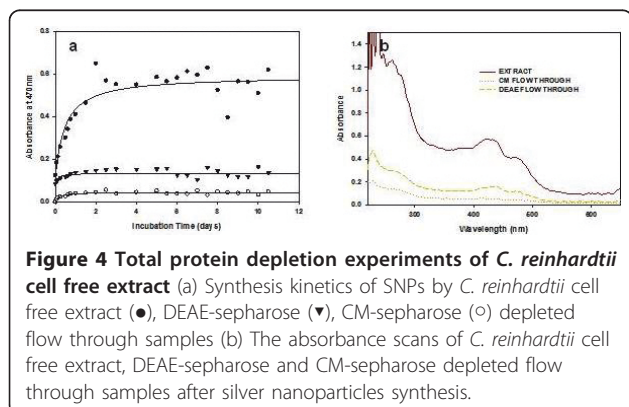 a
b
0.8
0.6
0.4
0.2
0.0
Absorbance at 470nm
0 2 4 6 8 10 12
Incubation Time (days)
1.4
1.2
1.0
0.8
0.6
0.4
0.2
0.0
Absorbance
EXTRACT
CM FLOW THROUGH
DEAE FLOW THROUGH
Wavelength (nm)
Figure 4 Total protein depletion experiments of C. reinhardtii
cell free extract (a) Synthesis kinetics of SNPs by C. reinhardtii cell
free extract (●), DEAE-sepharose (▼), CM-sepharose (○) depleted
flow through samples (b) The absorbance scans of C. reinhardtii cell
free extract, DEAE-sepharose and CM-sepharose depleted flow
through samples after silver nanoparticles synthesis.